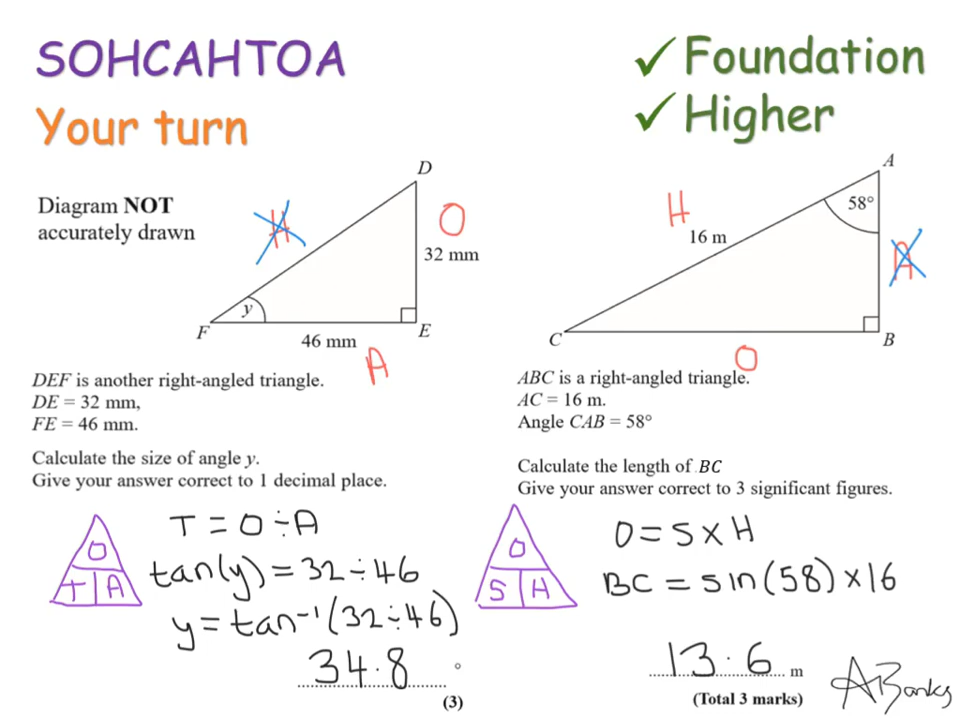 SOHCAHTOA
Your turn
✓ Foundation
✓ Higher
Diagram NOT
accurately drawn
D
H
O
32 mm
y
F
E
46 mm
A
DEF is another right-angled triangle.
DE = 32 mm,
FE = 46 mm.
Calculate the size of angle y.
Give your answer correct to 1 decimal place.
O
T A
T = O ÷ A
tan(y) = 32 ÷ 46
y = tan⁻¹(32 ÷ 46)
34.8 °
(3)
A
58°
H
16 m
A
C
B
O
ABC is a right-angled triangle.
AC = 16 m.
Angle CAB = 58°
Calculate the length of BC
Give your answer correct to 3 significant figures.
O
S H
O = S × H
BC = sin(58) × 16
13.6 m
(Total 3 marks)
A Banks